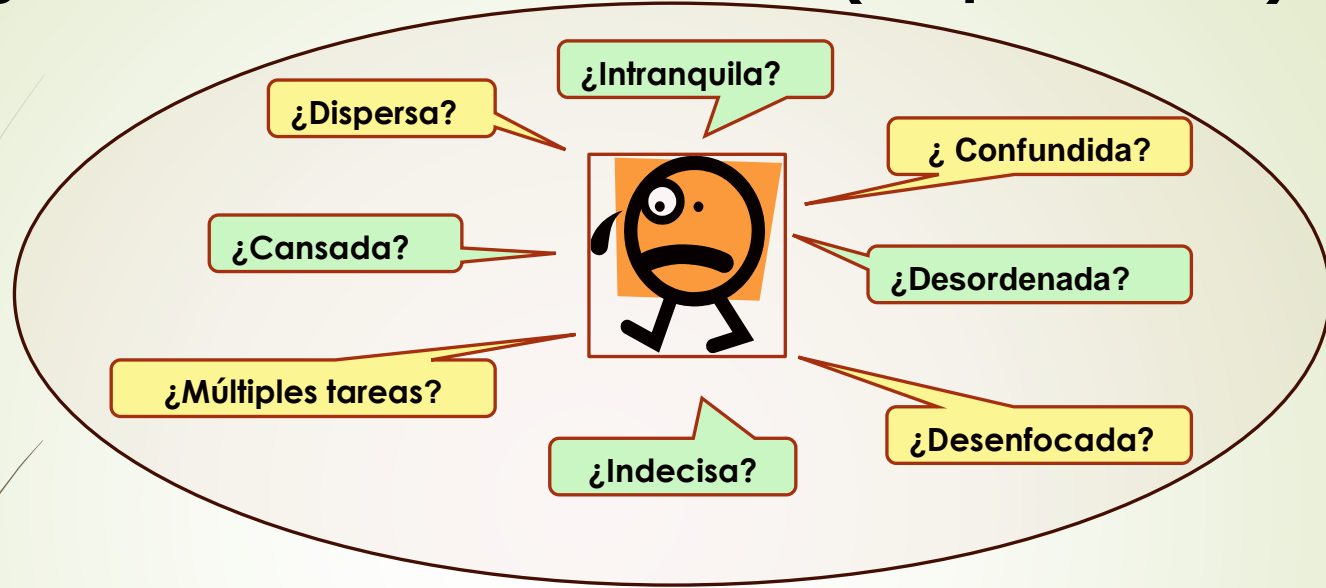 ¿Intranquila?
¿Dispersa?
¿ Confundida?
¿Cansada?
¿Desordenada?
¿Múltiples tareas?
¿Desenfocada?
¿Indecisa?